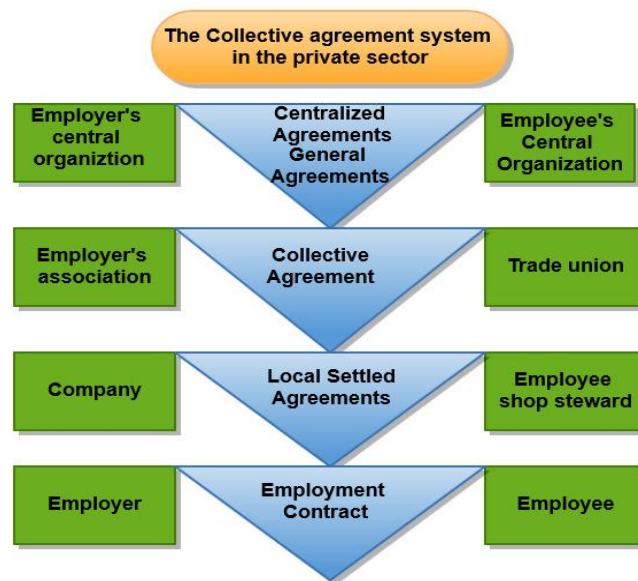 The Collective agreement system
in the private sector
Employer's
central
organiztion
Centralized
Agreements
General
Agreements
Employee's
Central
Organization
Employer's
association
Collective
Agreement
Trade union
Company
Local Settled
Agreements
Employee
shop steward
Employer
Employment
Contract
Employee